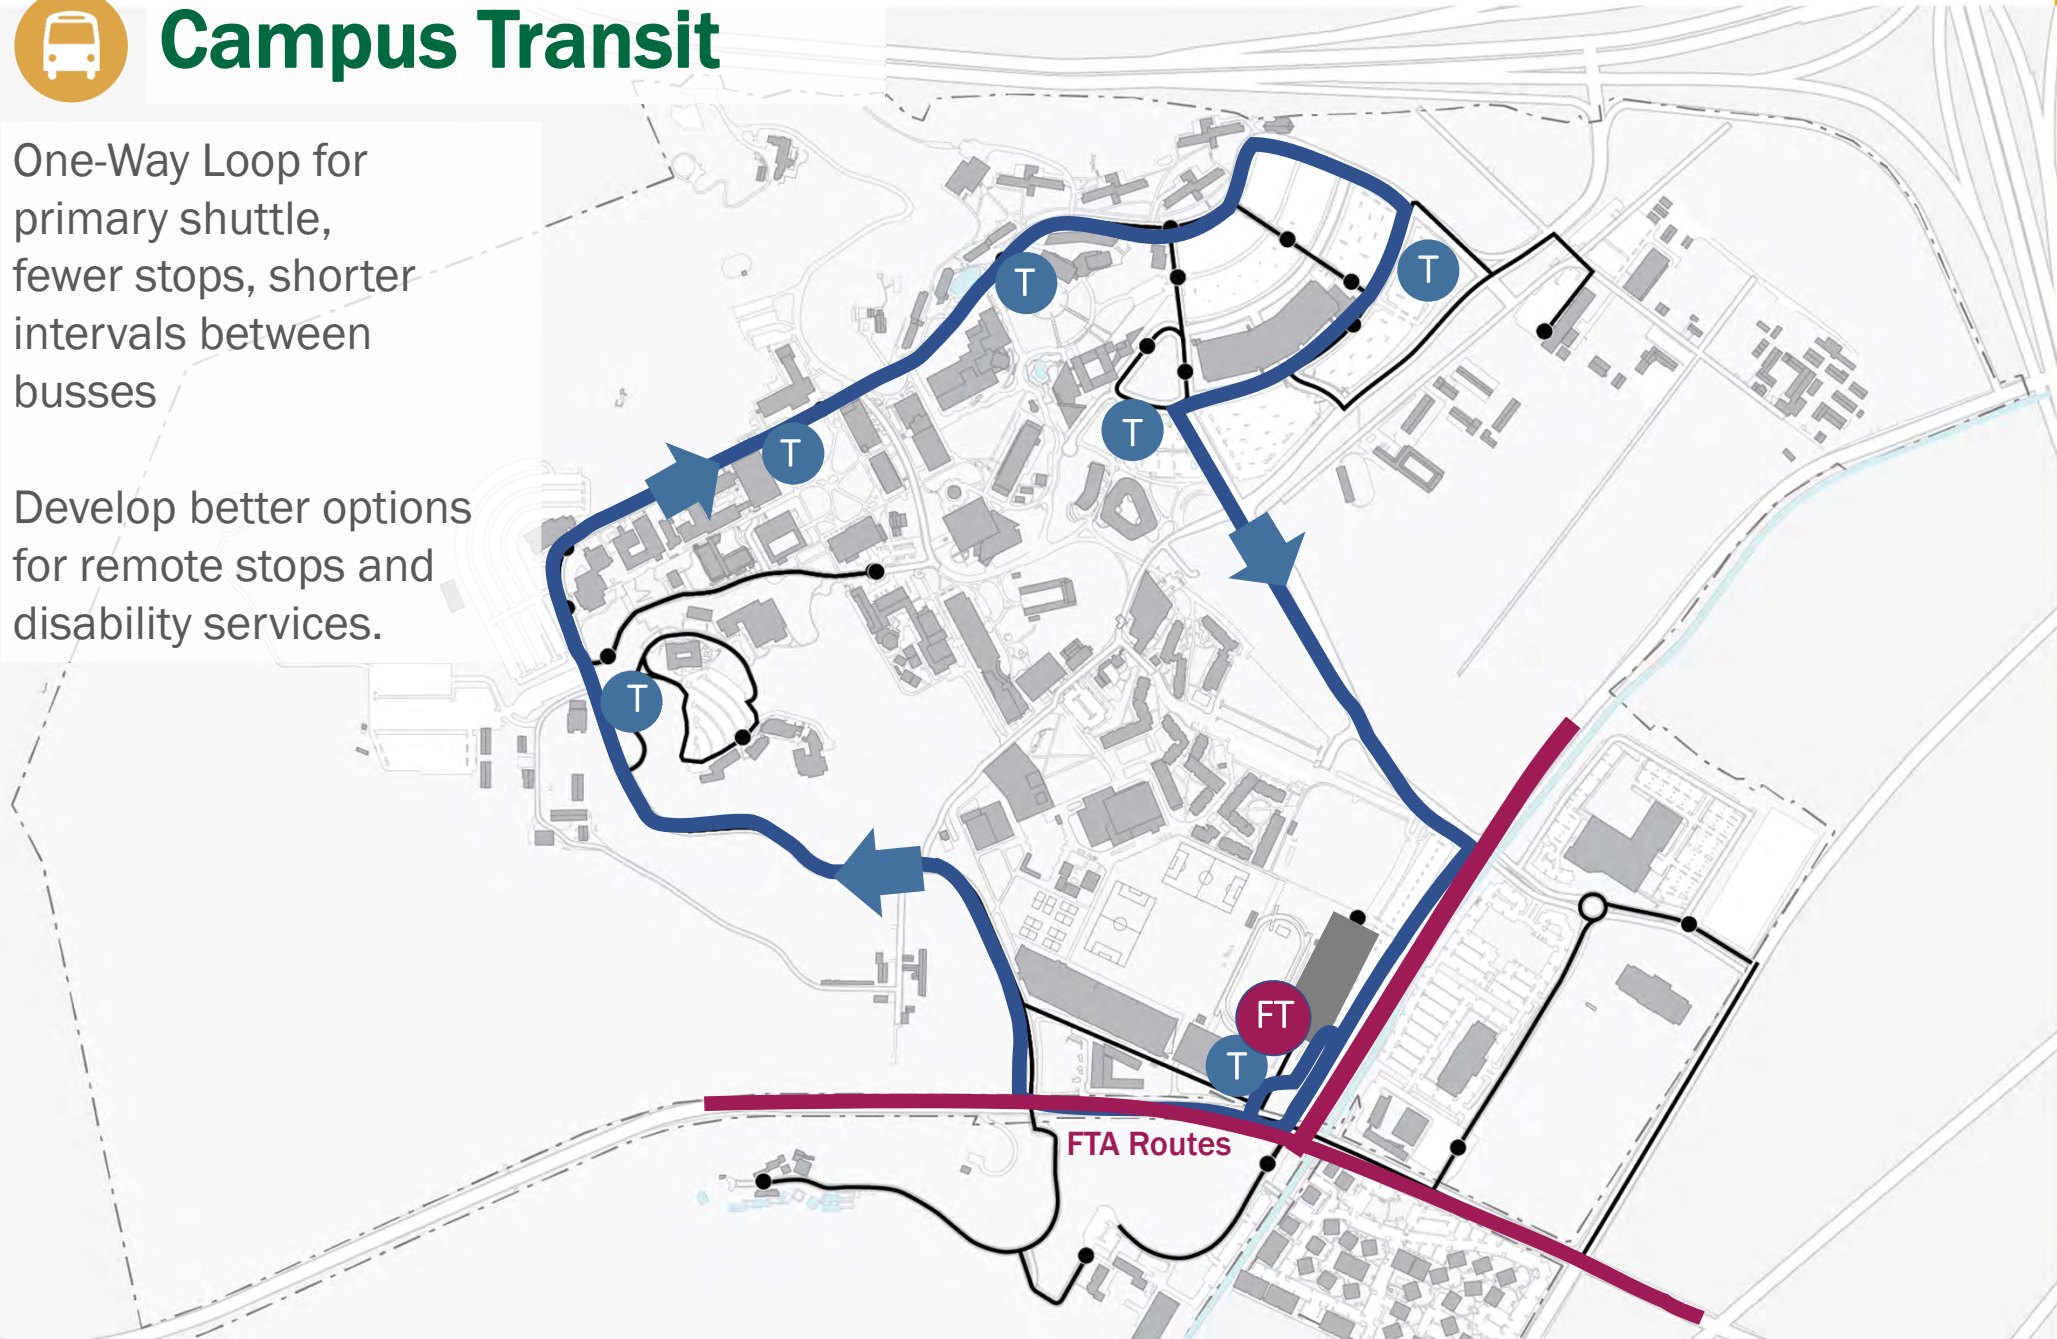 Campus Transit
One-Way Loop for
primary shuttle,
fewer stops, shorter
intervals between
busses
Develop better options
for remote stops and
disability services.
T
T
T
T
T
T
FT
T
FTA Routes